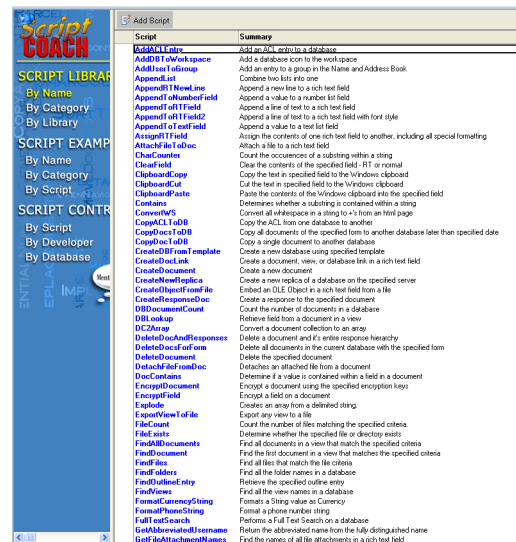 Script
COACH
SCRIPT LIBRAR
By Name
By Category
By Library
SCRIPT EXAMP
By Name
By Category
By Script
SCRIPT CONTR
By Script
By Developer
By Database
Ment
Add Script
Script Summary
AddACLEntry Add an ACL entry to a database
AddDBToWorkspace Add a database icon to the workspace
AddUserToGroup Add an entry to a group in the Name and Address Book
AppendList Combine two lists into one
AppendRTNewLine Append a new line to a rich text field
AppendToNumberField Append a value to a number list field
AppendToRTField Append a line of text to a rich text field
AppendToRTField2 Append a line of text to a rich text field with font style
AppendToTextField Append a value to a text list field
AssignRTField Assign the contents of one rich text field to another, including all special formatting
AttachFileToDoc Attach a file to a rich text field
CharCounter Count the occurences of a substring within a string
ClearField Clear the contents of the specified field - RT or normal
ClipboardCopy Copy the text in specified field to the Windows clipboard
ClipboardCut Cut the text in specified field to the Windows clipboard
ClipboardPaste Paste the contents of the Windows clipboard into the specified field
Contains Determines whether a substring is contained within a string
ConvertWS Convert all whitespace in a string to +'s from an html page
CopyACLToDB Copy the ACL from one database to another
CopyDocsToDB Copy all documents of the specified form to another database later than specified date
CopyDocToDB Copy a single document to another database
CreateDBFromTemplate Create a new database using specified template
CreateDocLink Create a document, view, or database link in a rich text field
CreateDocument Create a new document
CreateNewReplica Create a new replica of a database on the specified server
CreateObjectFromFile Embed an OLE Object in a rich text field from a file
CreateResponseDoc Create a response to the specified document
DBDocumentCount Count the number of documents in a database
DBLookup Retrieve field from a document in a view
DC2Array Convert a document collection to an array
DeleteDocAndResponses Delete a document and it's entire response hierarchy
DeleteDocsForForm Delete all documents in the current database with the specified form
DeleteDocument Delete the specified document
DetachFileFromDoc Detaches an attached file from a document
DocContains Determine if a value is contained within a field in a document
EncryptDocument Encrypt a document using the specified encryption keys
EncryptField Encrypt a field on a document
Explode Creates an array from a delimited string.
ExportViewToFile Export any view to a file
FileCount Count the number of files matching the specified criteria.
FileExists Determine whether the specified file or directory exists
FindAllDocuments Find all documents in a view that match the specified criteria
FindDocument Find the first document in a view that matches the specified criteria
FindFiles Find all files that match the file criteria
FindFolders Find all the folder names in a database
FindOutlineEntry Retrieve the specified outline entry
FindViews Find all the view names in a database
FormatCurrencyString Formats a String value as Currency
FormatPhoneString Format a phone number string
FullTextSearch Performs a Full Text Search on a database
GetAbbreviatedUsername Return the abbreviated name from the fully distinguished name
GetFileAttachmentNames Find the names of all file attachments in a rich text field